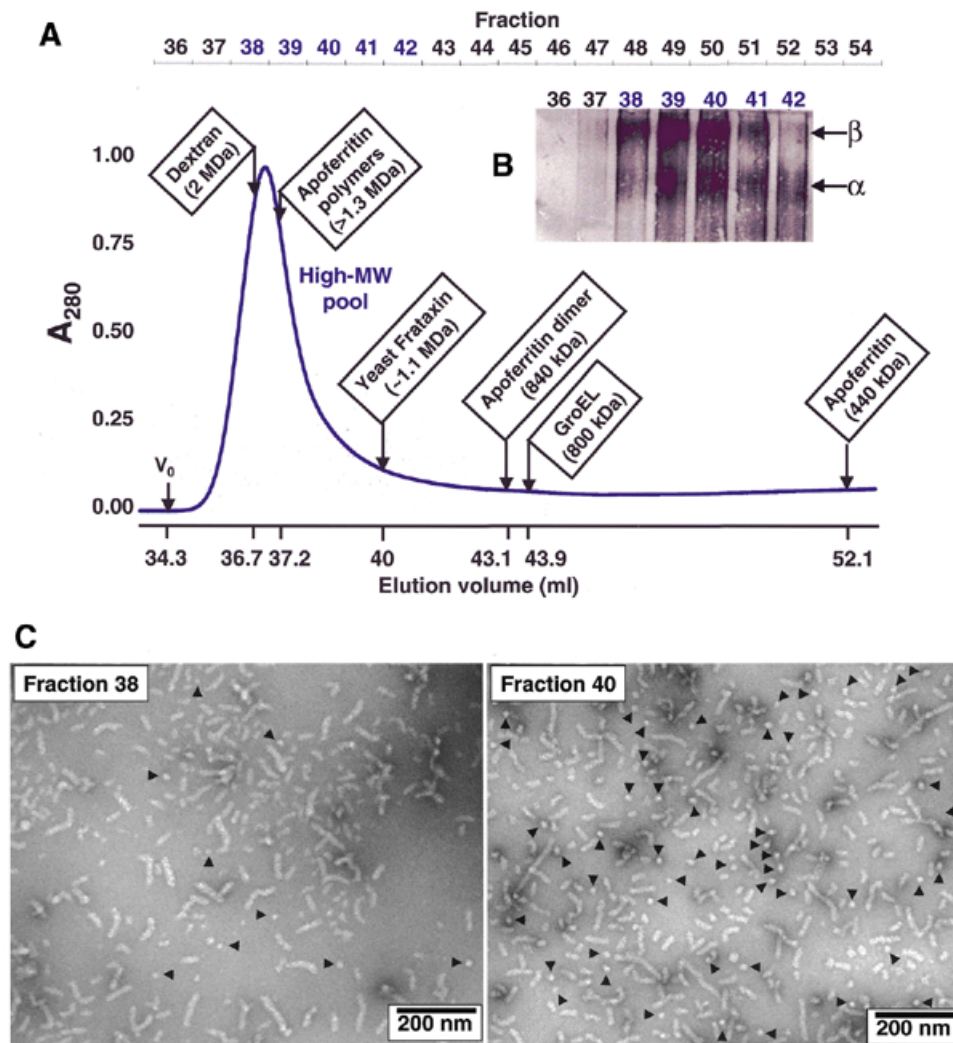 A
Fraction
36 37 38 39 40 41 42 43 44 45 46 47 48 49 50 51 52 53 54
36 37 38 39 40 41 42
B
β
α
1.00
0.75
0.50
0.25
0.00
A280
Dextran
(2 MDa)
Apoferritin
polymers
(>1.3 MDa)
High-MW
pool
Yeast Frataxin
(~1.1 MDa)
Apoferritin dimer
(840 kDa)
GroEL
(800 kDa)
Apoferritin
(440 kDa)
V0
34.3 36.7 37.2 40 43.1 43.9 52.1
Elution volume (ml)
C
Fraction 38
Fraction 40
200 nm
200 nm